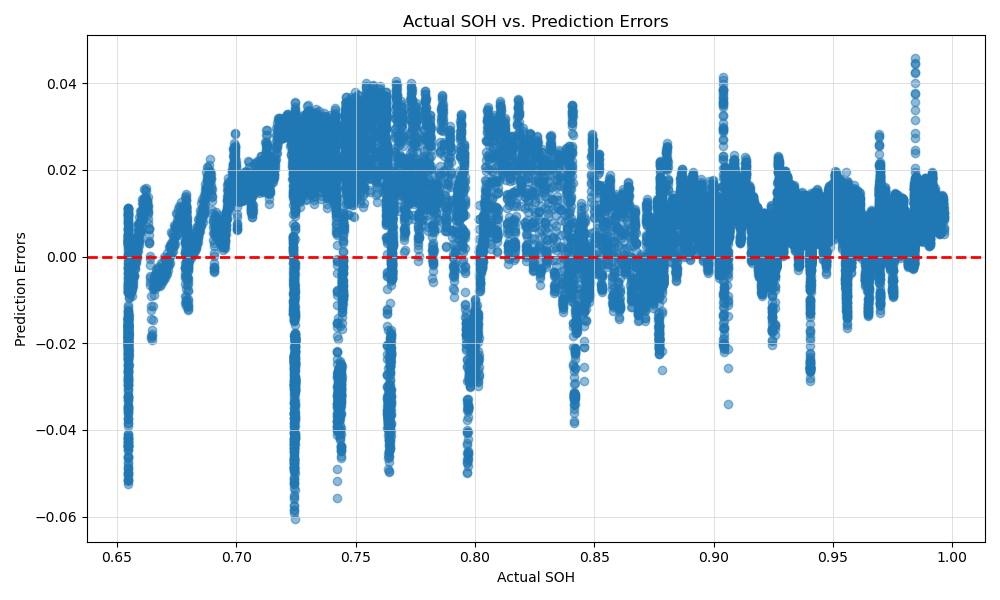 Actual SOH vs. Prediction Errors
Prediction Errors
0.04
0.02
0.00
−0.02
−0.04
−0.06
0.65 0.70 0.75 0.80 0.85 0.90 0.95 1.00
Actual SOH